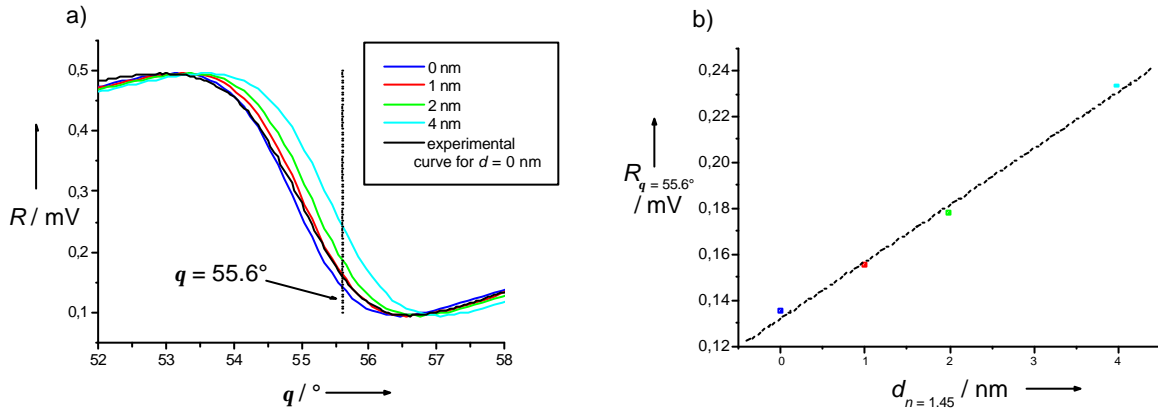 a)
0,5
0,4
0,3
0,2
0,1
R / mV
52
53
54
55
56
57
58
q / °
q = 55.6°
0 nm
1 nm
2 nm
4 nm
experimental
curve for d = 0 nm
b)
0,24
0,22
0,20
0,18
0,16
0,14
0,12
R q = 55.6°
/ mV
0
1
2
3
4
d n = 1.45 / nm